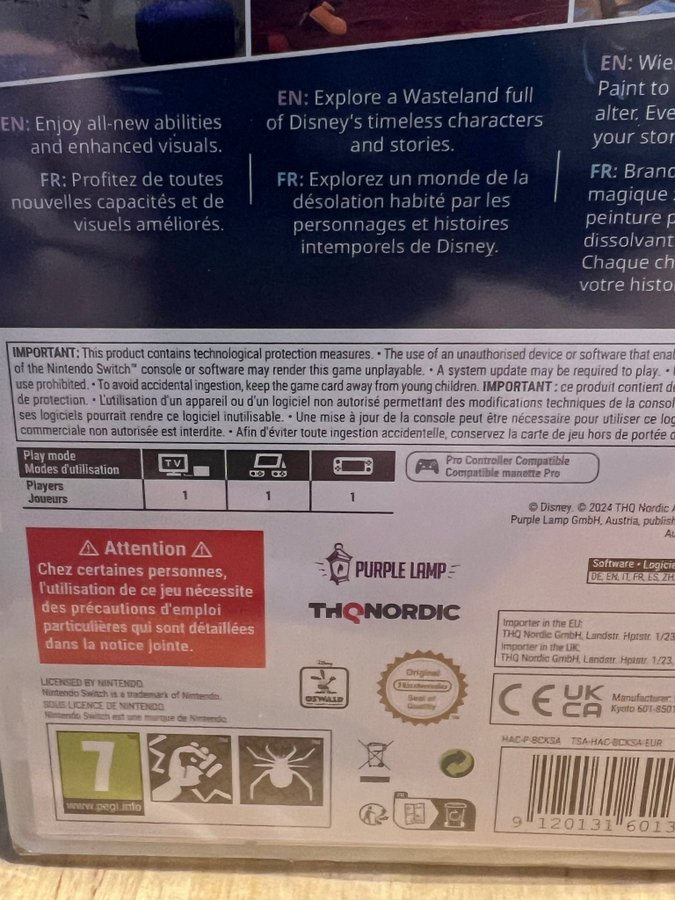 EN: Enjoy all-new abilities
and enhanced visuals.
FR: Profitez de toutes
nouvelles capacités et de
visuels améliorés.
EN: Explore a Wasteland full
of Disney's timeless characters
and stories.
FR: Explorez un monde de la
désolation habité par les
personnages et histoires
intemporels de Disney.
EN: Wie
Paint to
alter. Eve
your stor
FR: Branc
magique
peinture p
dissolvant
Chaque ch
votre histo
IMPORTANT: This product contains technological protection measures. • The use of an unauthorised device or software that enal
of the Nintendo Switch™ console or software may render this game unplayable. • A system update may be required to play. •
use prohibited. • To avoid accidental ingestion, keep the game card away from young children. IMPORTANT : ce produit contient de
de protection. • L'utilisation d'un appareil ou d'un logiciel non autorisé permettant des modifications techniques de la consol
ses logiciels pourrait rendre ce logiciel inutilisable. • Une mise à jour de la console peut être nécessaire pour utiliser ce log
commerciale non autorisée est interdite. • Afin d'éviter toute ingestion accidentelle, conservez la carte de jeu hors de portée d
Play mode
Modes d'utilisation
TV
Players
Joueurs
1
1
1
Pro Controller Compatible
Compatible manette Pro
© Disney. © 2024 THQ Nordic A
Purple Lamp GmbH, Austria, publish
Au
Attention
Chez certaines personnes,
l'utilisation de ce jeu nécessite
des précautions d'emploi
particulières qui sont détaillées
dans la notice jointe.
PURPLE LAMP
THQNORDIC
Software • Logicie
DE, EN, IT, FR, ES, ZH
Importer in the EU:
THQ Nordic GmbH, Landstr. Hptstr. 1/23
Importer in the UK:
THQ Nordic GmbH, Landstr. Hptstr. 1/23,
LICENSED BY NINTENDO.
Nintendo Switch is a trademark of Nintendo.
SOUS LICENCE DE NINTENDO.
Nintendo Switch est une marque de Nintendo.
Disney
OSWALD
Original
Nintendo
Seal of
Quality
CE UK
CA
Manufacturer:
Kyoto 601-8501
7
www.pegi.info
HAC-P-BCKSA TSA-HAC-BCKSA-EUR
FR
9 120131 6013